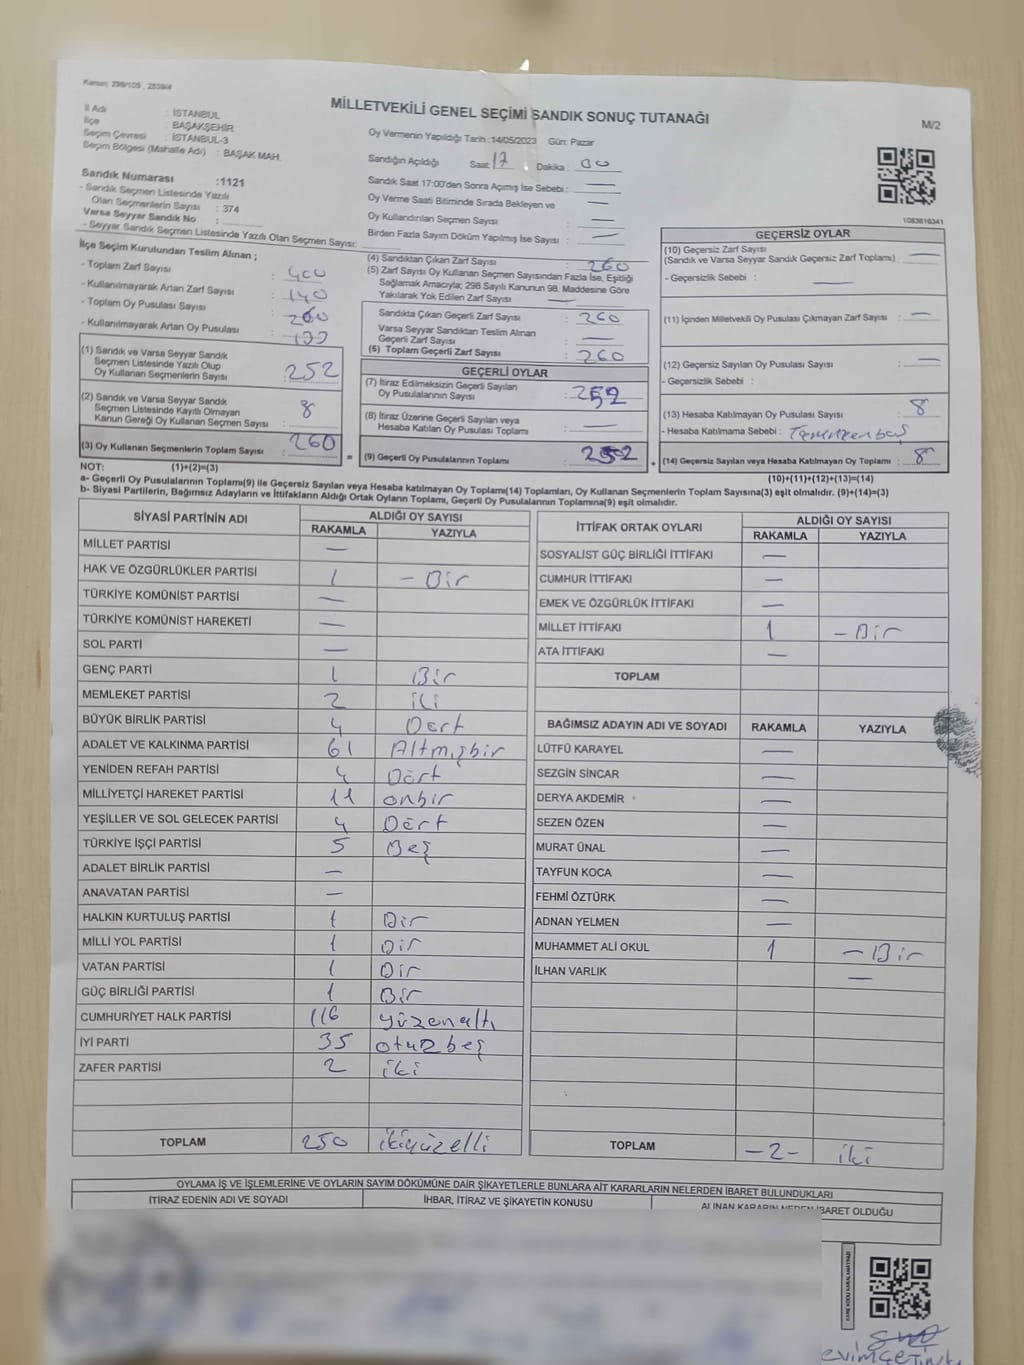 Kanun: 298/105 , 2839/4
MİLLETVEKİLİ GENEL SEÇİMİ SANDIK SONUÇ TUTANAĞI
M/2
İl Adı : İSTANBUL
İlçe : BAŞAKŞEHİR
Seçim Çevresi : İSTANBUL-3
Seçim Bölgesi (Mahalle Adı) : BAŞAK MAH.
Sandık Numarası :1121
- Sandık Seçmen Listesinde Yazılı
Olan Seçmenlerin Sayısı : 374
Varsa Seyyar Sandık No :
- Seyyar Sandık Seçmen Listesinde Yazılı Olan Seçmen Sayısı:
Oy Vermenin Yapıldığı Tarih :14/05/2023 Gün: Pazar
Sandığın Açıldığı Saat: 17 Dakika : 00
Sandık Saat 17:00'den Sonra Açımış İse Sebebi : —
Oy Verme Saati Bitiminde Sırada Bekleyen ve —
Oy Kullandırılan Seçmen Sayısı : —
Birden Fazla Sayım Döküm Yapılmış İse Sayısı : —
1083816341
İlçe Seçim Kurulundan Teslim Alınan ;
- Toplam Zarf Sayısı : 400
- Kullanılmayarak Artan Zarf Sayısı : 140
- Toplam Oy Pusulası Sayısı :
- Kullanılmayarak Artan Oy Pusulası :
(1) Sandık ve Varsa Seyyar Sandık
Seçmen Listesinde Yazılı Olup
Oy Kullanan Seçmenlerin Sayısı : 252
(2) Sandık ve Varsa Seyyar Sandık
Seçmen Listesinde Kayıtlı Olmayan
Kanun Gereği Oy Kullanan Seçmen Sayısı : 8
(3) Oy Kullanan Seçmenlerin Toplam Sayısı : 260
(4) Sandıktan Çıkan Zarf Sayısı : 260
(5) Zarf Sayısı Oy Kullanan Seçmen Sayısından Fazla İse, Eşitliği
Sağlamak Amacıyla; 298 Sayılı Kanunun 98. Maddesine Göre
Yakılarak Yok Edilen Zarf Sayısı : —
Sandıkta Çıkan Geçerli Zarf Sayısı : 260
Varsa Seyyar Sandıktan Teslim Alınan
Geçerli Zarf Sayısı : —
(6) Toplam Geçerli Zarf Sayısı : 260
GEÇERLİ OYLAR
(7) İtiraz Edilmeksizin Geçerli Sayılan
Oy Pusulalarının Sayısı : 252
(8) İtiraz Üzerine Geçerli Sayılan veya
Hesaba Katılan Oy Pusulası Toplamı : —
= (9) Geçerli Oy Pusulalarının Toplamı : 252 +
GEÇERSİZ OYLAR
(10) Geçersiz Zarf Sayısı
(Sandık ve Varsa Seyyar Sandık Geçersiz Zarf Toplamı) : —
- Geçersizlik Sebebi : —
(11) İçinden Milletvekili Oy Pusulası Çıkmayan Zarf Sayısı : —
(12) Geçersiz Sayılan Oy Pusulası Sayısı : —
- Geçersizlik Sebebi :
(13) Hesaba Katılmayan Oy Pusulası Sayısı : 8
- Hesaba Katılmama Sebebi :
(14) Geçersiz Sayılan veya Hesaba Katılmayan Oy Toplamı : 8
NOT: (1)+(2)=(3)
(10)+(11)+(12)+(13)=(14)
a- Geçerli Oy Pusulalarının Toplamı(9) ile Geçersiz Sayılan veya Hesaba Katılmayan Oy Toplamı(14) Toplamları, Oy Kullanan Seçmenlerin Toplam Sayısına(3) eşit olmalıdır. (9)+(14)=(3)
b- Siyasi Partilerin, Bağımsız Adayların ve İttifakların Aldığı Ortak Oyların Toplamı, Geçerli Oy Pusulalarının Toplamına(9) eşit olmalıdır.
SİYASİ PARTİNİN ADI ALDIĞI OY SAYISI
RAKAMLA YAZIYLA
MİLLET PARTİSİ —
HAK VE ÖZGÜRLÜKLER PARTİSİ 1 - Bir
TÜRKİYE KOMÜNİST PARTİSİ —
TÜRKİYE KOMÜNİST HAREKETİ —
SOL PARTİ —
GENÇ PARTİ 1 Bir
MEMLEKET PARTİSİ 2 iki
BÜYÜK BİRLİK PARTİSİ 4 Dört
ADALET VE KALKINMA PARTİSİ 61 Altmışbir
YENİDEN REFAH PARTİSİ 4 Dört
MİLLİYETÇİ HAREKET PARTİSİ 11 onbir
YEŞİLLER VE SOL GELECEK PARTİSİ 4 Dört
TÜRKİYE İŞÇİ PARTİSİ 5 Beş
ADALET BİRLİK PARTİSİ —
ANAVATAN PARTİSİ —
HALKIN KURTULUŞ PARTİSİ 1 Bir
MİLLİ YOL PARTİSİ 1 Bir
VATAN PARTİSİ 1 Bir
GÜÇ BİRLİĞİ PARTİSİ 1 Bir
CUMHURİYET HALK PARTİSİ 116 yüzonaltı
İYİ PARTİ 35 otuzbeş
ZAFER PARTİSİ 2 iki
TOPLAM 250 ikiyüzelli
İTTİFAK ORTAK OYLARI ALDIĞI OY SAYISI
RAKAMLA YAZIYLA
SOSYALİST GÜÇ BİRLİĞİ İTTİFAKI —
CUMHUR İTTİFAKI —
EMEK VE ÖZGÜRLÜK İTTİFAKI —
MİLLET İTTİFAKI 1 - Bir
ATA İTTİFAKI —
TOPLAM
BAĞIMSIZ ADAYIN ADI VE SOYADI RAKAMLA YAZIYLA
LÜTFÜ KARAYEL —
SEZGİN SİNCAR —
DERYA AKDEMİR —
SEZEN ÖZEN —
MURAT ÜNAL —
TAYFUN KOCA —
FEHMİ ÖZTÜRK —
ADNAN YELMEN —
MUHAMMET ALİ OKUL 1 - Bir
İLHAN VARLIK —
TOPLAM -2- iki
OYLAMA İŞ VE İŞLEMLERİNE VE OYLARIN SAYIM DÖKÜMÜNE DAİR ŞİKAYETLERLE BUNLARA AİT KARARLARIN NELERDEN İBARET BULUNDUKLARI
İTİRAZ EDENİN ADI VE SOYADI İHBAR, İTİRAZ VE ŞİKAYETİN KONUSU ALINAN KARARIN NEDEN İBARET OLDUĞU